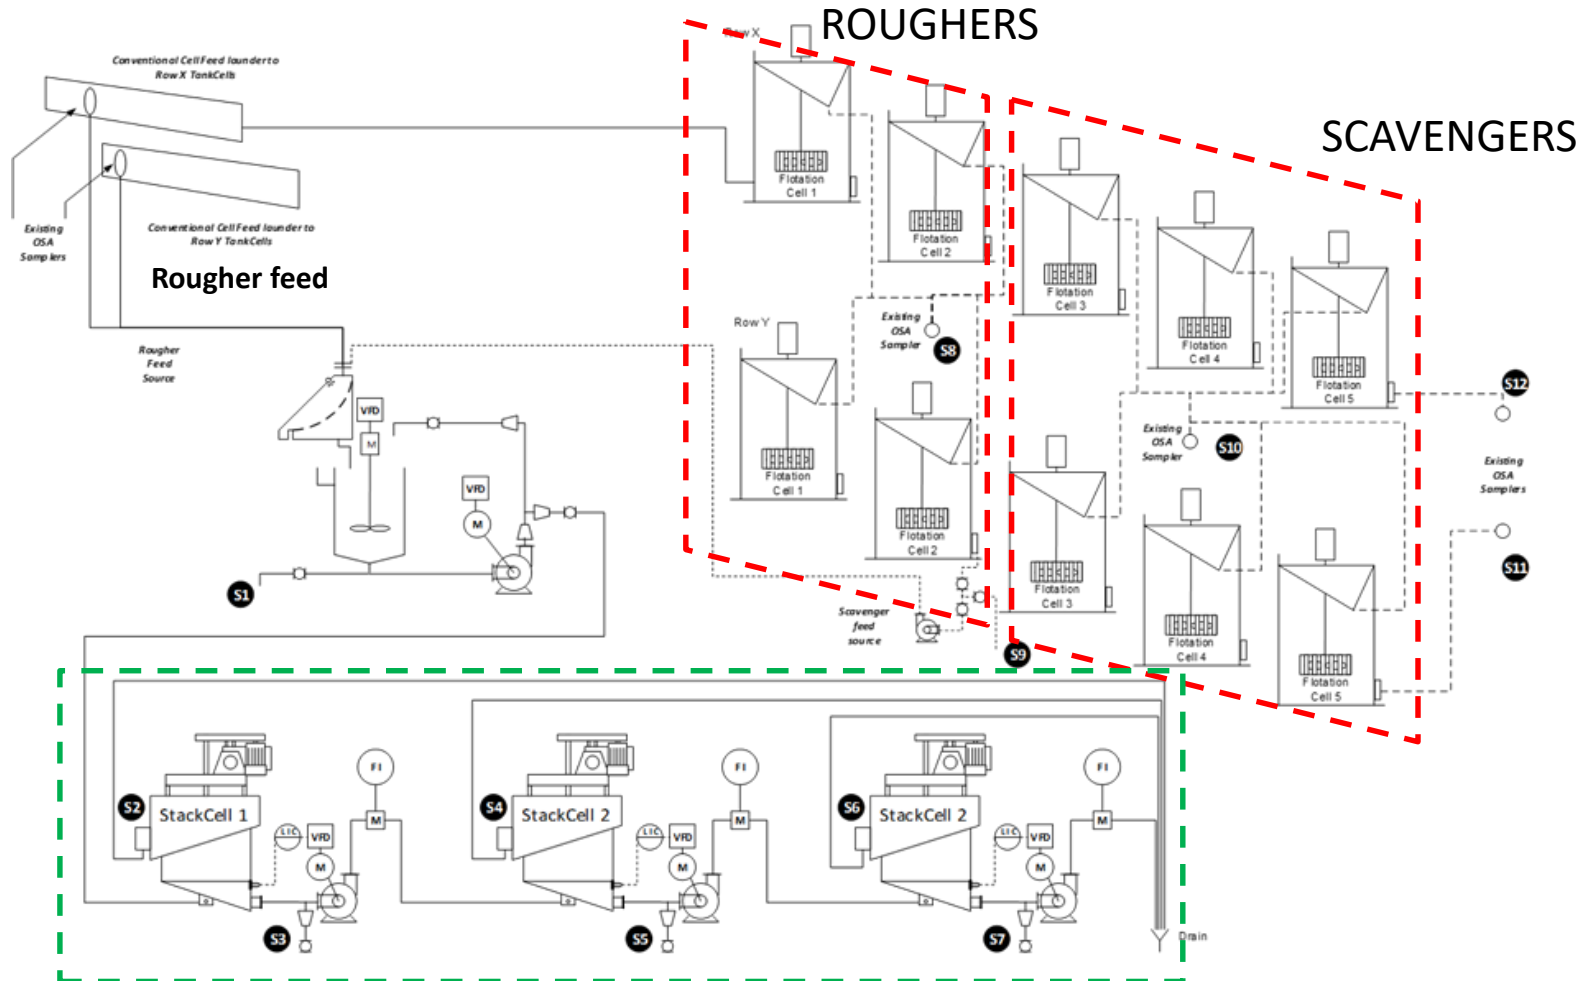 ROUGHERS
SCAVENGERS
Row X
Conventional Cell Feed launder to
Row X TankCells
Conventional Cell Feed launder to
Row Y TankCells
Existing
OSA
Samplers
Rougher feed
Rougher
Feed
Source
Flotation
Cell 1
Flotation
Cell 2
Flotation
Cell 3
Flotation
Cell 4
Flotation
Cell 5
Row Y
Existing
OSA
Sampler
S8
Flotation
Cell 1
Flotation
Cell 2
Flotation
Cell 3
Flotation
Cell 4
Flotation
Cell 5
Existing
OSA
Sampler
S10
S12
Existing
OSA
Samplers
S11
VFD
M
VFD
M
S1
Scavenger
feed
source
S9
S2
StackCell 1
LIC
VFD
M
FI
M
S3
S4
StackCell 2
LIC
VFD
M
FI
M
S5
S6
StackCell 2
LIC
VFD
M
FI
M
S7
Drain